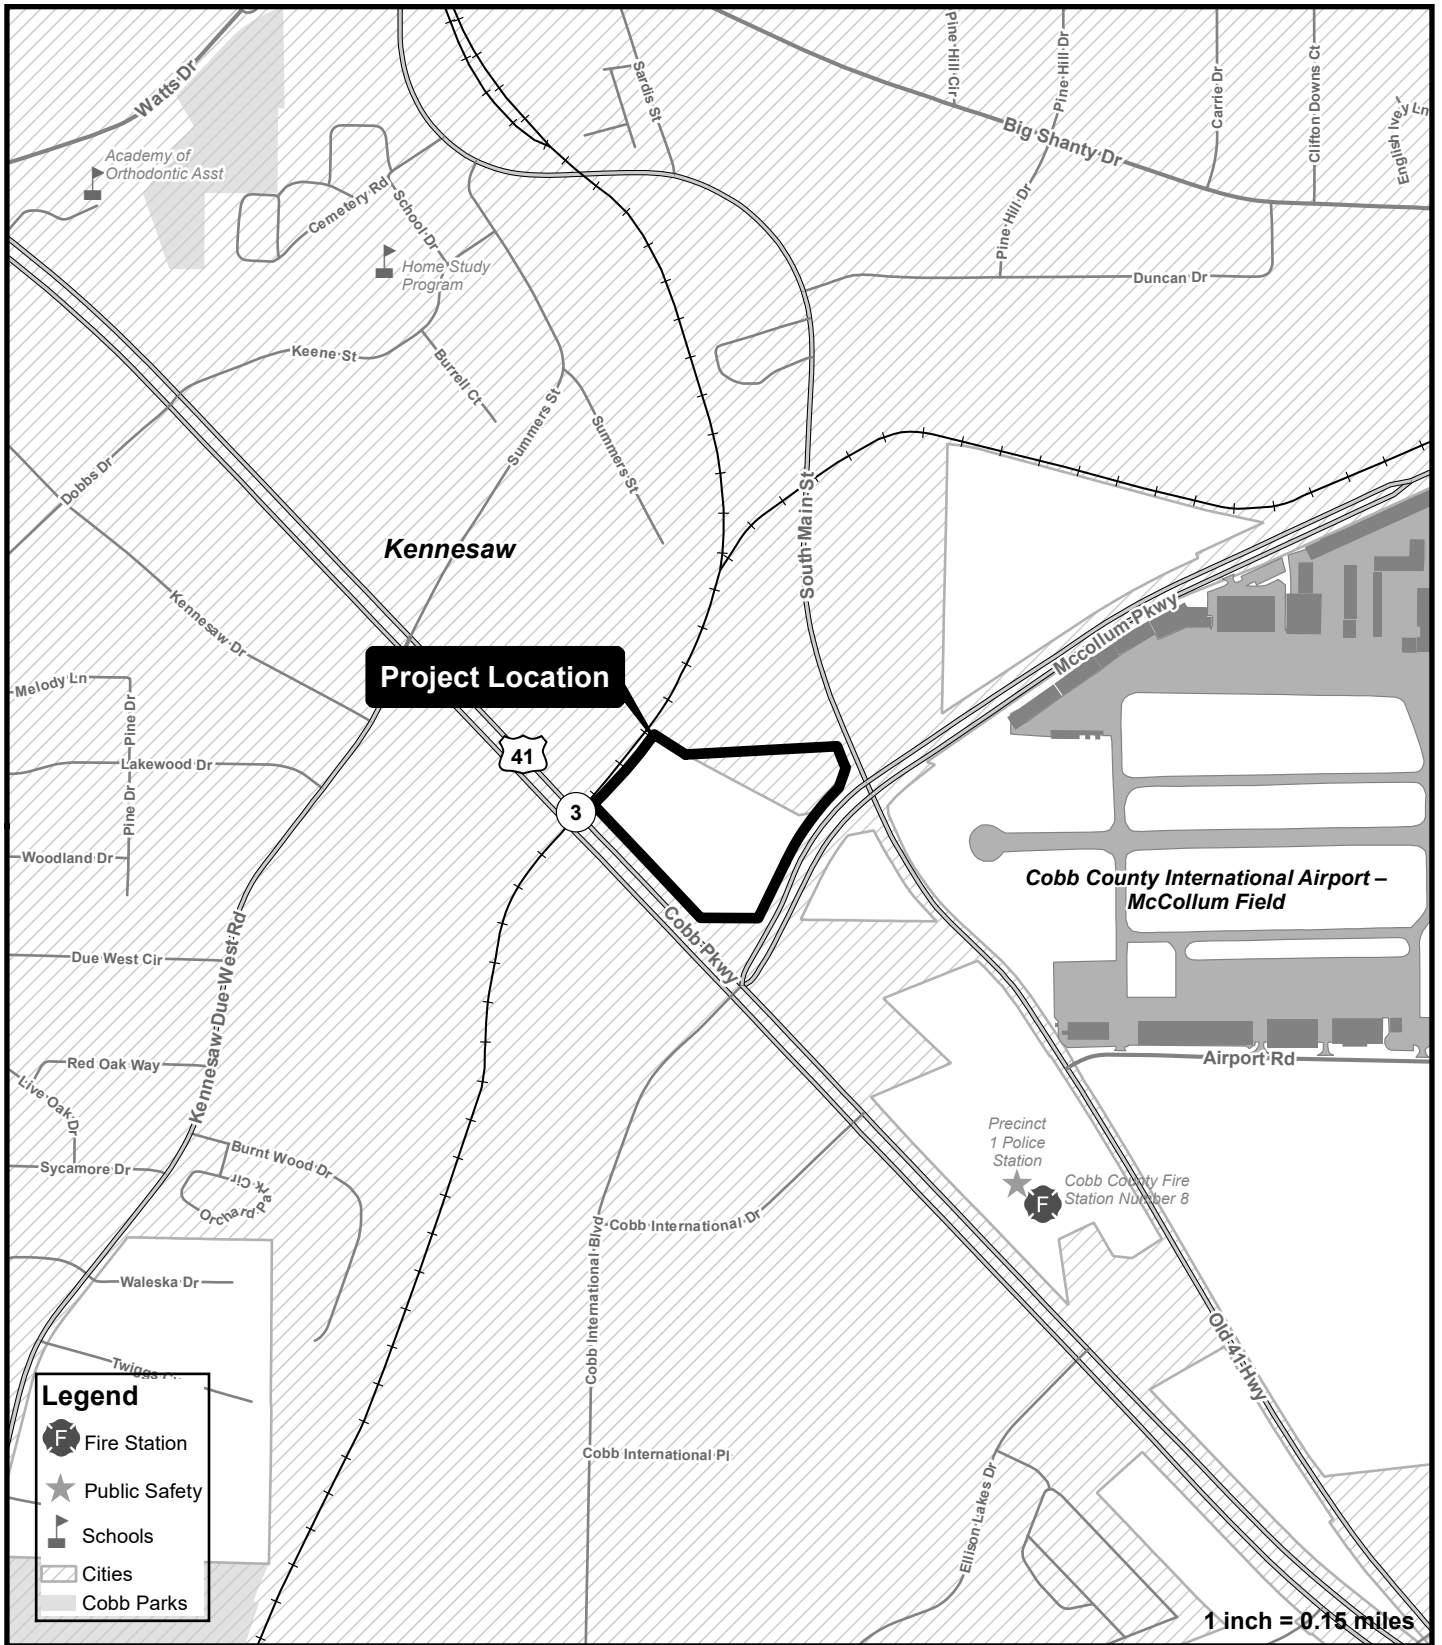 Watts Dr
Sardis St
Pine Hill Cir
Pine Hill Dr
Carrie Dr
Clifton Downs Ct
English Ivey Ln
Big Shanty Dr
Academy of
Orthodontic Asst
Cemetery Rd
School Dr
Pine Hill Dr
Home Study
Program
Duncan Dr
Keene St
Burrell Ct
Summers St
Summers St
Dobbs Dr
South Main St
Kennesaw
Kennesaw Dr
Mccollum Pkwy
Project Location
Melody Ln
Pine Dr
Lakewood Dr
41
3
Pine Dr
Woodland Dr
Cobb County International Airport –
McCollum Field
Cobb Pkwy
Due West Cir
Kennesaw Due West Rd
Red Oak Way
Airport Rd
Live Oak Dr
Precinct
1 Police
Station
Burnt Wood Dr
Sycamore Dr
Cobb County Fire
Station Number 8
F
Orchard Park Cir
Cobb International Dr
Cobb International Blvd
Waleska Dr
Old 41 Hwy
Twiggs
Cobb International Pl
Ellison Lakes Dr
Legend
F Fire Station
Public Safety
Schools
Cities
Cobb Parks
1 inch = 0.15 miles